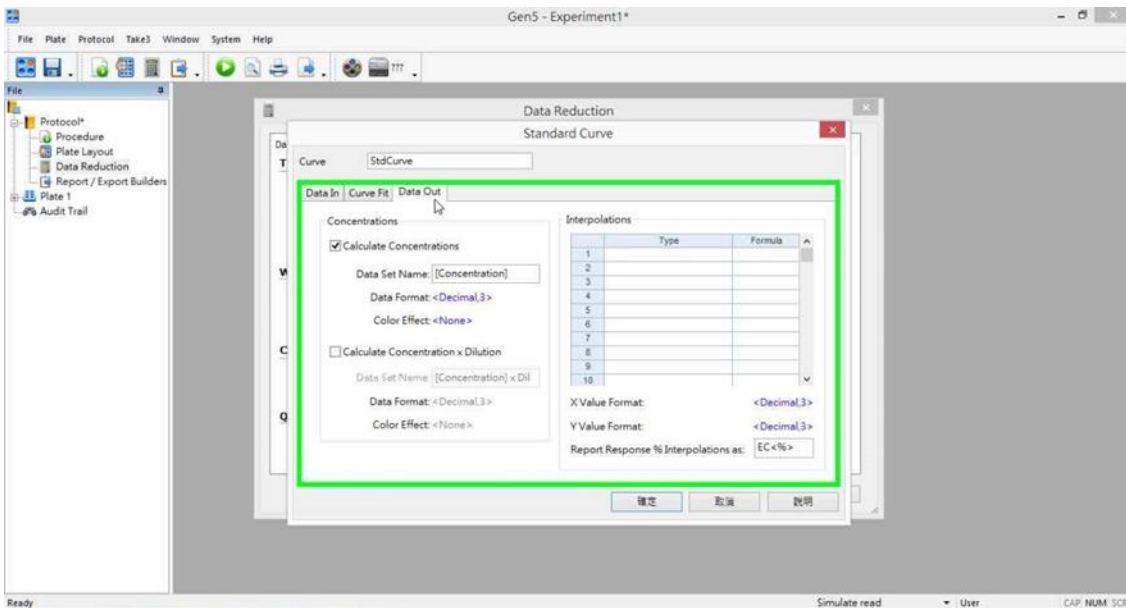 Gen5 - Experiment1*
File Plate Protocol Take3 Window System Help
???
File
Protocol*
Procedure
Plate Layout
Data Reduction
Report / Export Builders
Plate 1
Audit Trail
Data Reduction
Standard Curve
Da
T
W
C
Q
Curve StdCurve
Data In Curve Fit Data Out
Concentrations
Calculate Concentrations
Data Set Name: [Concentration]
Data Format: <Decimal,3>
Color Effect: <None>
Calculate Concentration x Dilution
Data Set Name: [Concentration] x Dil
Data Format: <Decimal,3>
Color Effect: <None>
Interpolations
Type Formula
1
2
3
4
5
6
7
8
9
10
X Value Format: <Decimal,3>
Y Value Format: <Decimal,3>
Report Response % Interpolations as: EC<%>
確定 取消 說明
Ready Simulate read User CAP NUM SCR